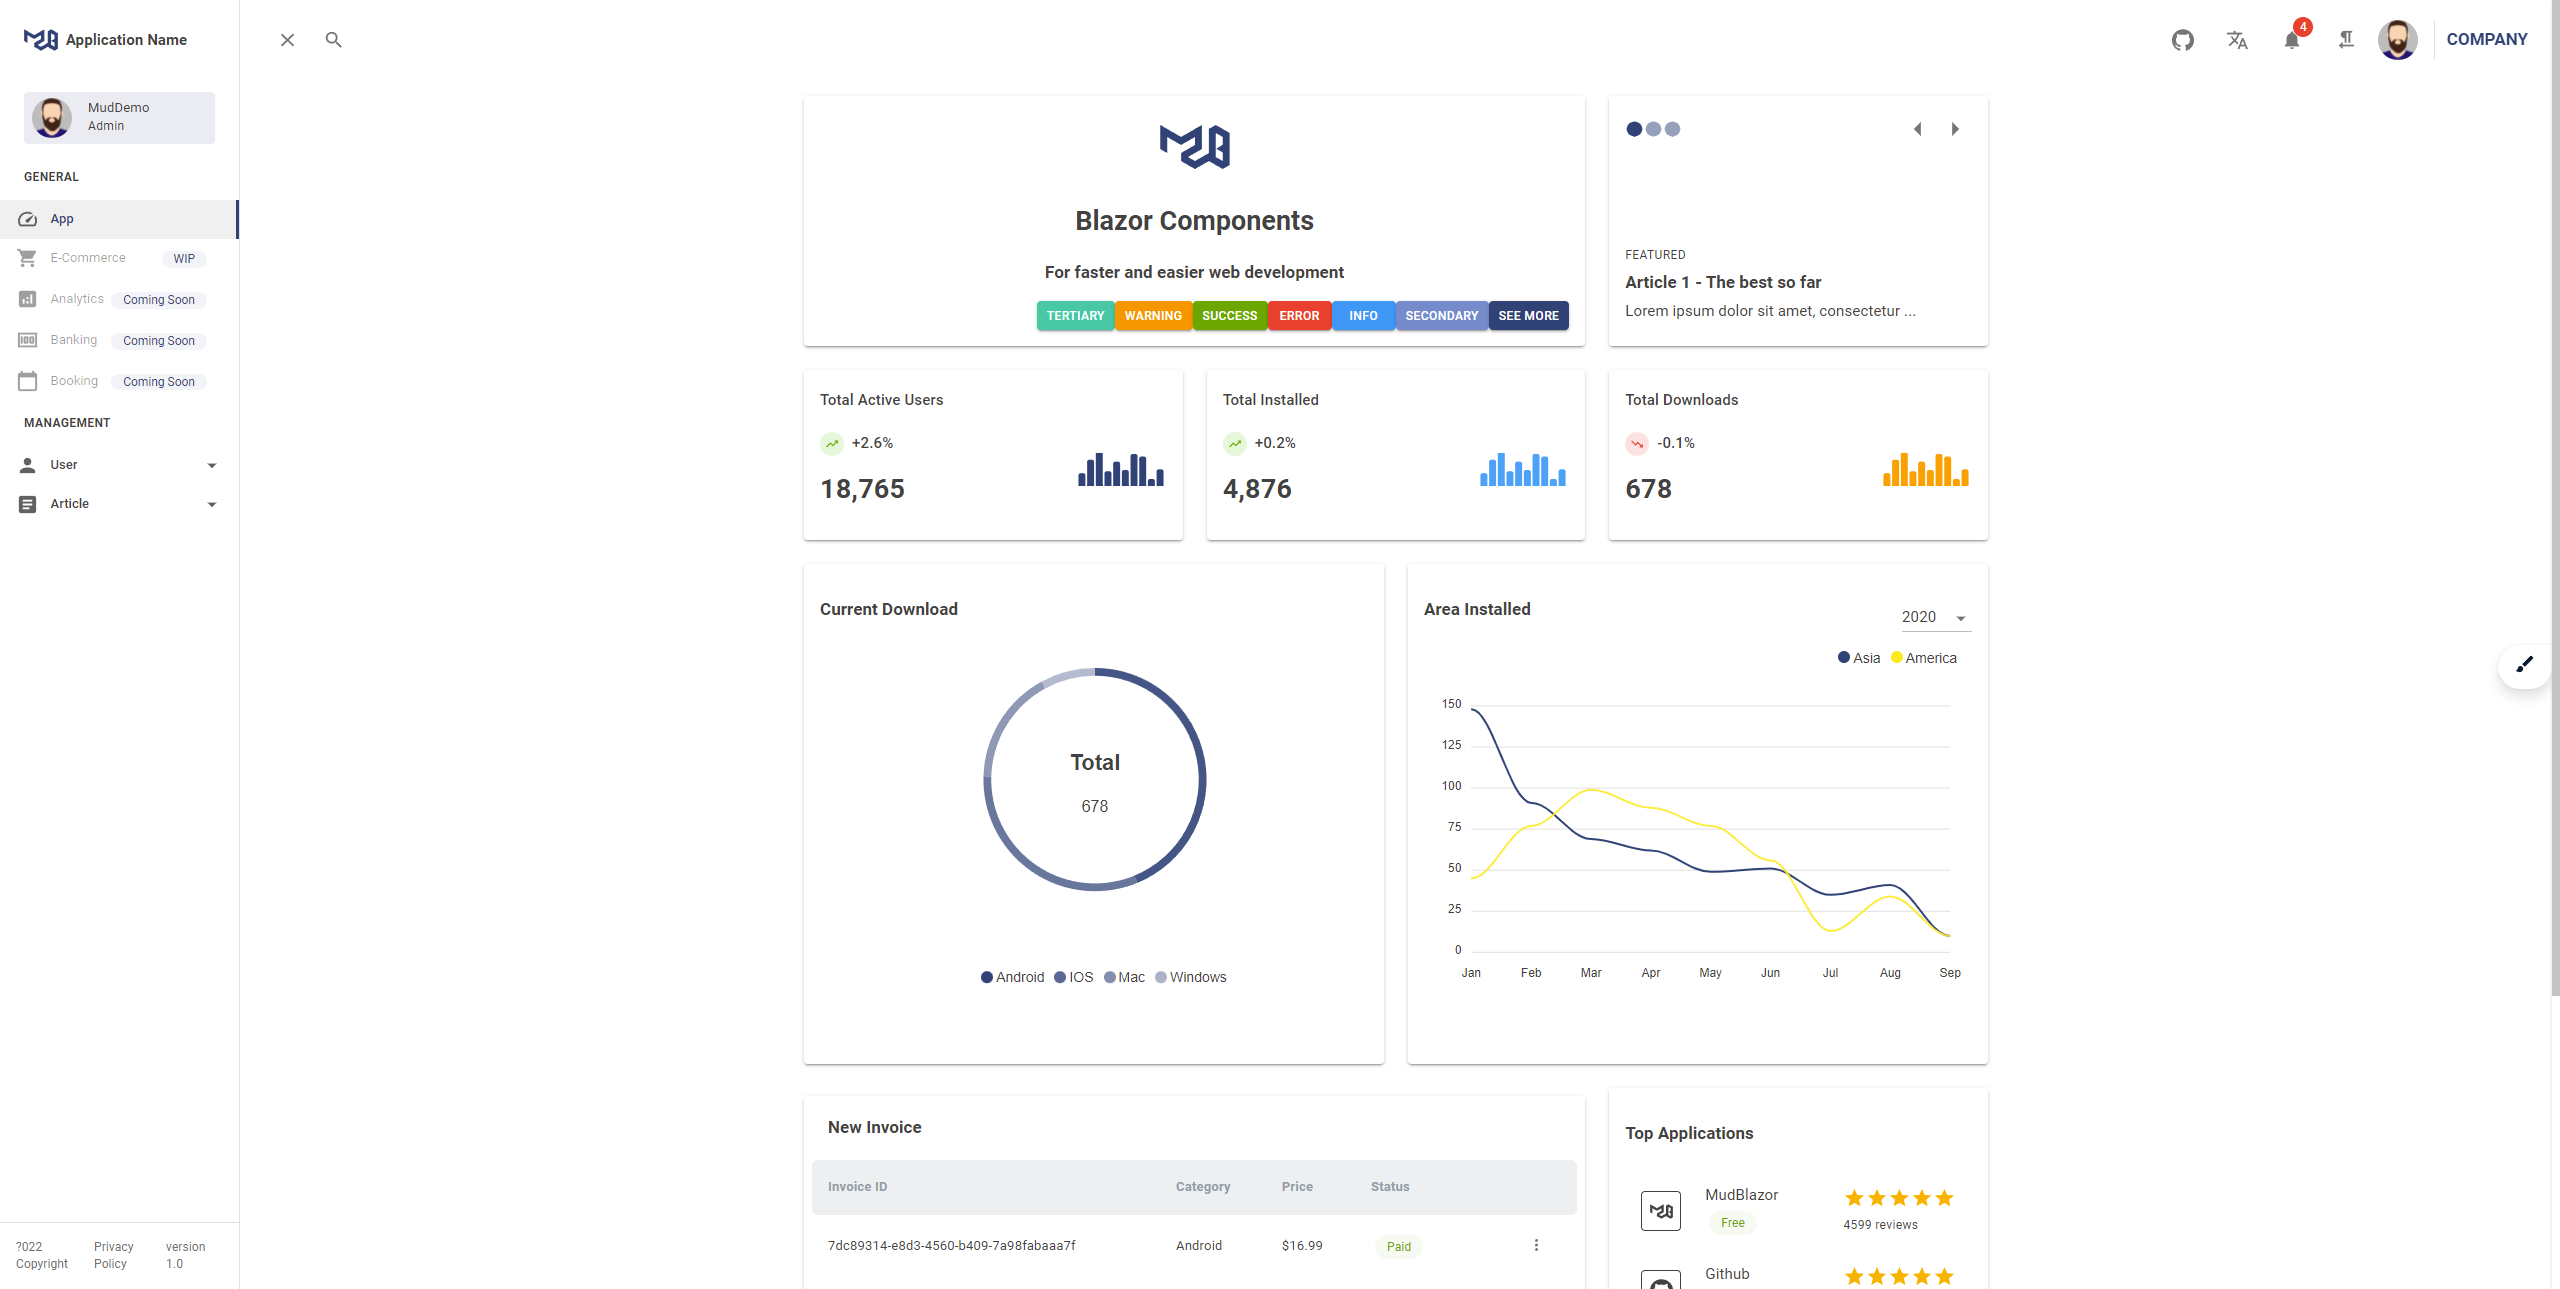 Application Name
4
COMPANY
MudDemo
Admin
GENERAL
App
E-Commerce WIP
Analytics Coming Soon
Banking Coming Soon
Booking Coming Soon
MANAGEMENT
User
Article
?022 Copyright
Privacy Policy
version 1.0
Blazor Components
For faster and easier web development
TERTIARY WARNING SUCCESS ERROR INFO SECONDARY SEE MORE
FEATURED
Article 1 - The best so far
Lorem ipsum dolor sit amet, consectetur ...
Total Active Users
+2.6%
18,765
Total Installed
+0.2%
4,876
Total Downloads
-0.1%
678
Current Download
Total
678
Android IOS Mac Windows
Area Installed
2020
Asia America
150
125
100
75
50
25
0
Jan Feb Mar Apr May Jun Jul Aug Sep
New Invoice
Invoice ID Category Price Status
7dc89314-e8d3-4560-b409-7a98fabaaa7f Android $16.99 Paid
Top Applications
MudBlazor
Free
4599 reviews
Github